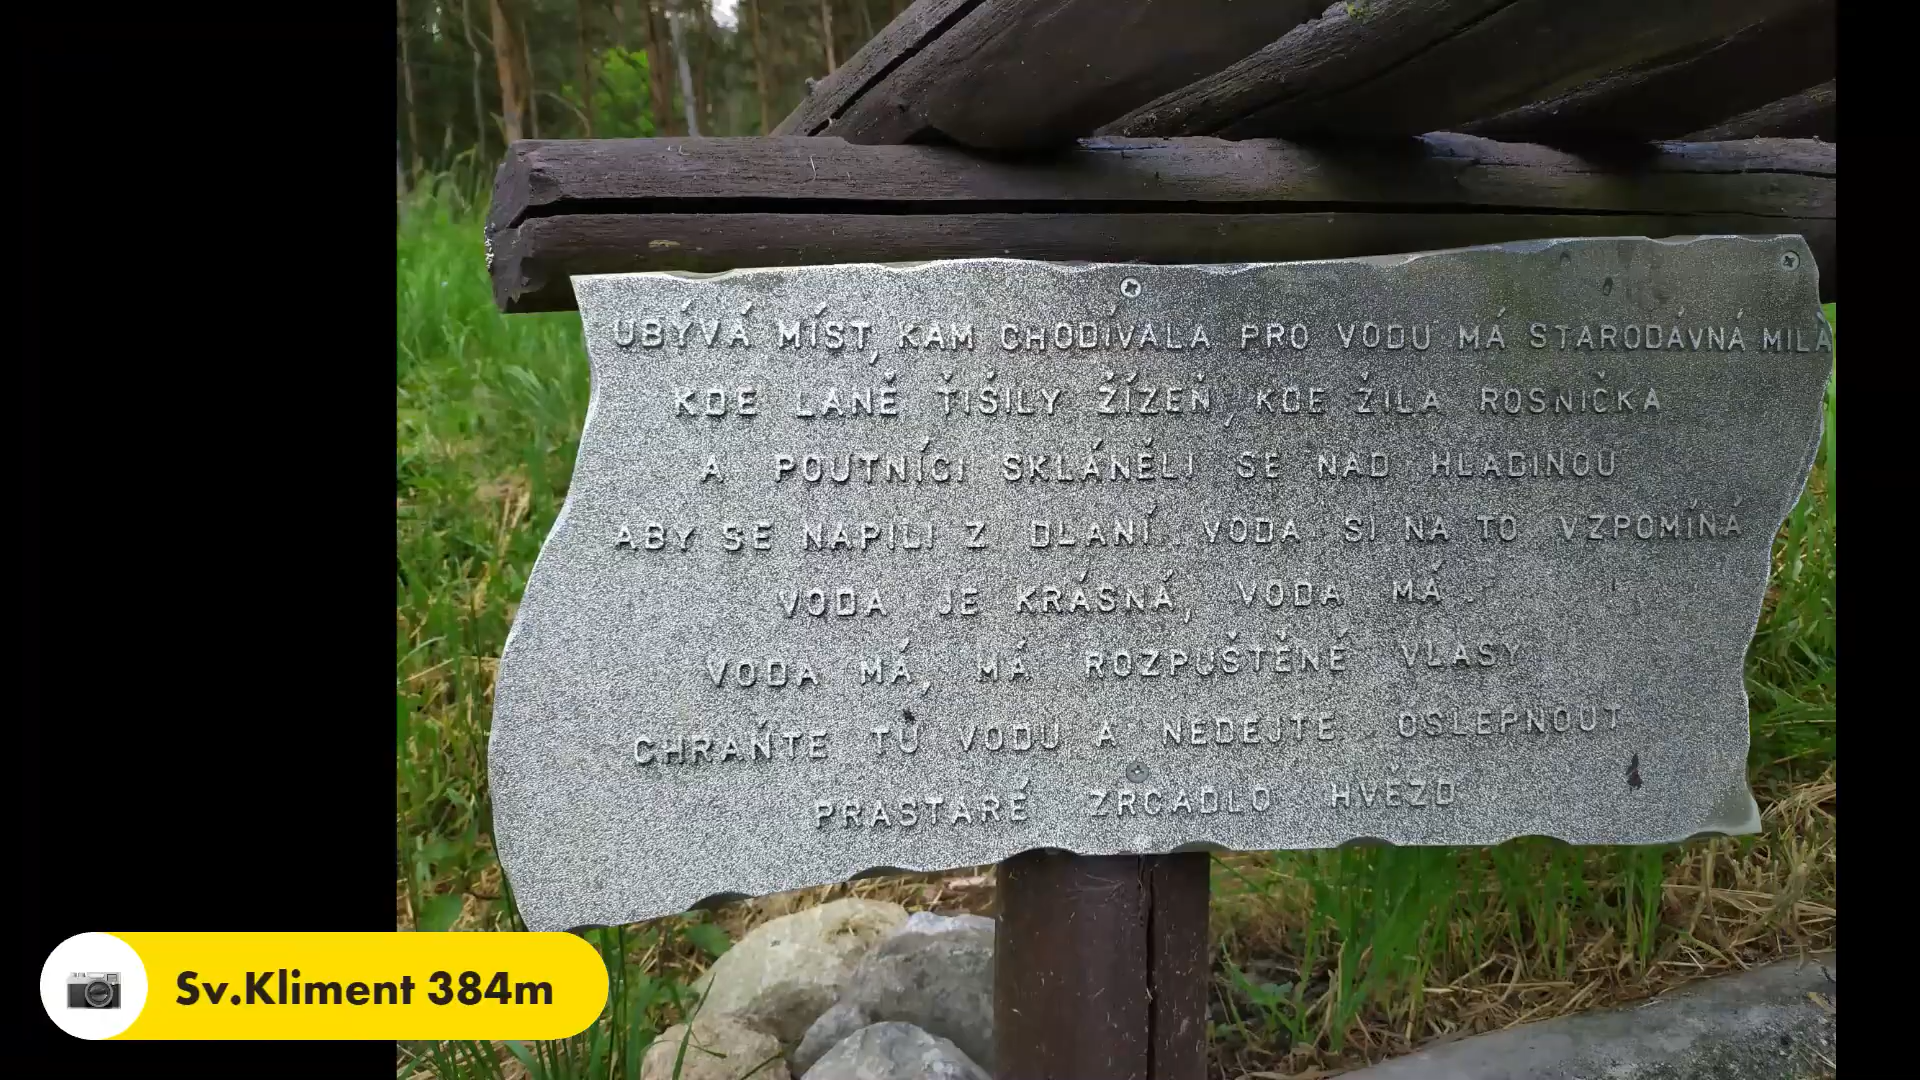 UBÝVÁ MÍST, KAM CHODÍVALA PRO VODU MÁ STARODÁVNÁ MILÁ
KDE LANĚ TIŠILY ŽÍZEŇ, KDE ŽILA ROSNIČKA
A POUTNÍCI SKLÁNĚLI SE NAD HLADINOU
ABY SE NAPILI Z DLANÍ. VODA SI NA TO VZPOMÍNÁ
VODA JE KRÁSNÁ, VODA MÁ.
VODA MÁ, MÁ ROZPUŠTĚNÉ VLASY
CHRAŇTE TU VODU A NEDEJTE OSLEPNOUT
PRASTARÉ ZRCADLO HVĚZD
Sv.Kliment 384m